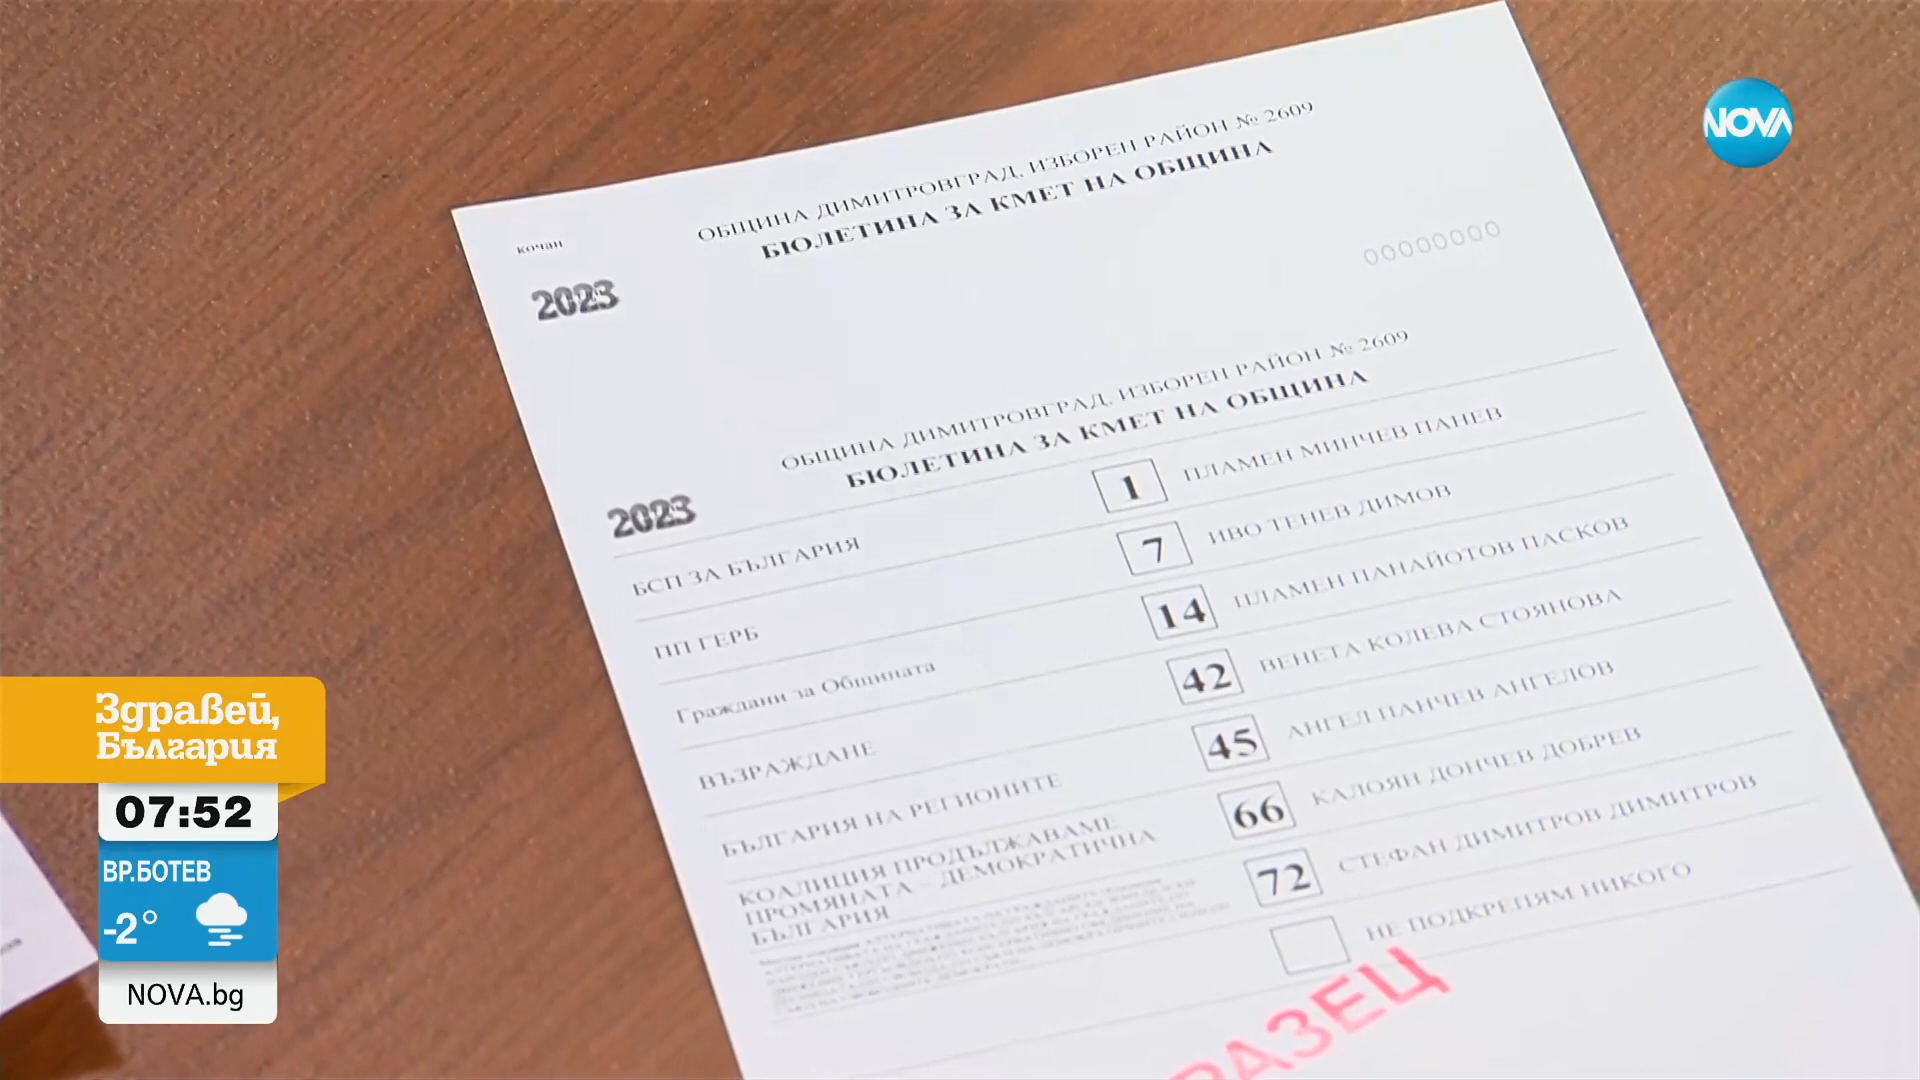 NOVA
ОБЩИНА ДИМИТРОВГРАД, ИЗБОРЕН РАЙОН № 2609
БЮЛЕТИНА ЗА КМЕТ НА ОБЩИНА
кочан
00000000
2023
ОБЩИНА ДИМИТРОВГРАД, ИЗБОРЕН РАЙОН № 2609
БЮЛЕТИНА ЗА КМЕТ НА ОБЩИНА
2023
БСП ЗА БЪЛГАРИЯ 1 ПЛАМЕН МИНЧЕВ ПАНЕВ
ПП ГЕРБ 7 ИВО ТЕНЕВ ДИМОВ
Граждани за Общината 14 ПЛАМЕН ПАНАЙОТОВ ПАСКОВ
ВЪЗРАЖДАНЕ 42 ВЕНЕТА КОЛЕВА СТОЯНОВА
БЪЛГАРИЯ НА РЕГИОНИТЕ 45 АНГЕЛ ПАНЧЕВ АНГЕЛОВ
КОАЛИЦИЯ ПРОДЪЛЖАВАМЕ
ПРОМЯНАТА – ДЕМОКРАТИЧНА
БЪЛГАРИЯ 66 КАЛОЯН ДОНЧЕВ ДОБРЕВ
72 СТЕФАН ДИМИТРОВ ДИМИТРОВ
НЕ ПОДКРЕПЯМ НИКОГО
РАЗЕЦ
Здравей,
България
07:52
ВР.БОТЕВ
-2°
NOVA.bg